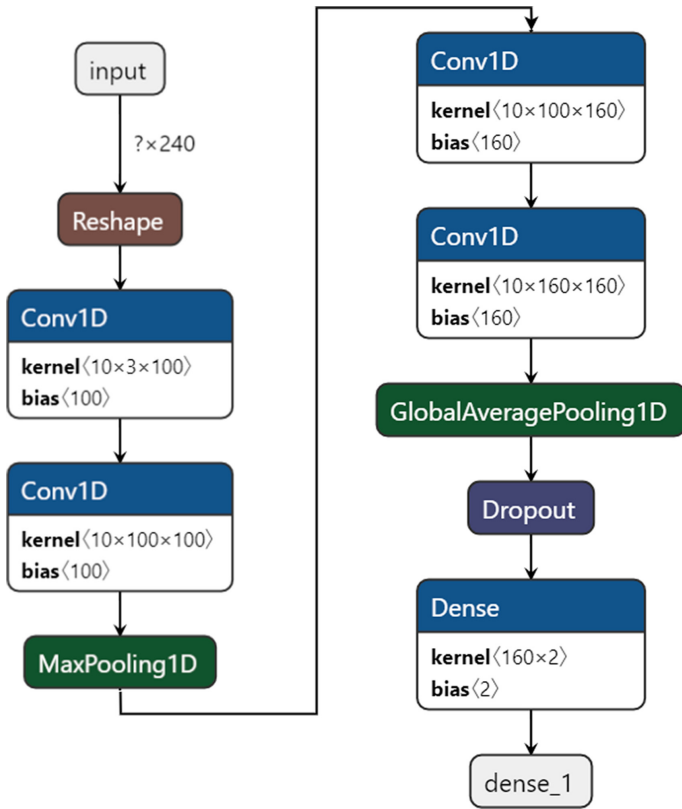 input
?×240
Reshape
Conv1D
kernel⟨10×3×100⟩
bias⟨100⟩
Conv1D
kernel⟨10×100×100⟩
bias⟨100⟩
MaxPooling1D
Conv1D
kernel⟨10×100×160⟩
bias⟨160⟩
Conv1D
kernel⟨10×160×160⟩
bias⟨160⟩
GlobalAveragePooling1D
Dropout
Dense
kernel⟨160×2⟩
bias⟨2⟩
dense_1